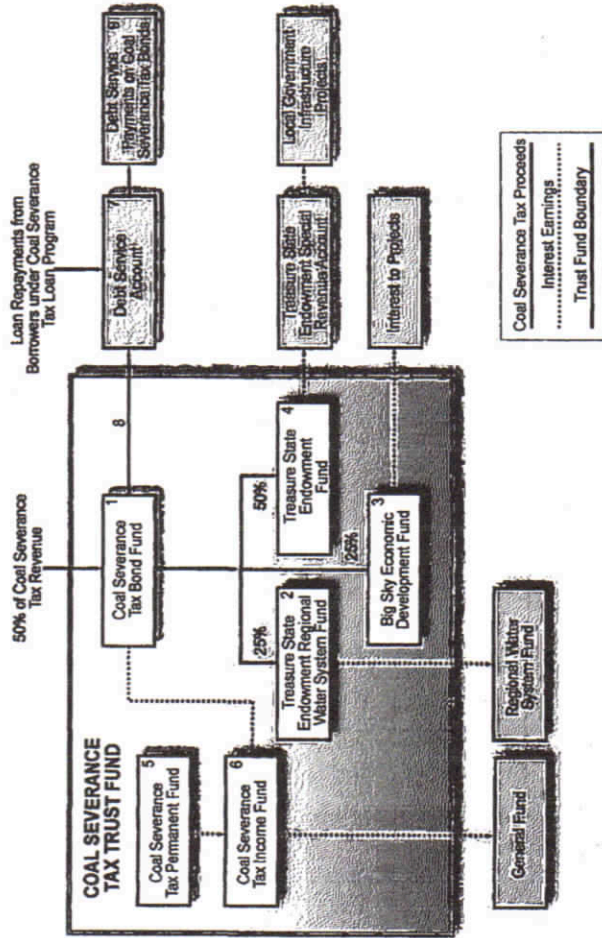 50% of Coal Severance
Tax Revenue
Loan Repayments from
Borrowers under Coal Severance
Tax Loan Program
COAL SEVERANCE
TAX TRUST FUND
1
Coal Severance
Tax Bond Fund
8
7
Debt Service
Account
9
Debt Service
Payments on Coal
Severance Tax Bonds
5
Coal Severance
Tax Permanent Fund
6
Coal Severance
Tax Income Fund
25%
50%
2
Treasure State
Endowment Regional
Water System Fund
4
Treasure State
Endowment
Fund
Treasure State
Endowment Special
Revenue Account
Local Government
Infrastructure
Projects
25%
3
Big Sky Economic
Development Fund
Interest to Projects
General Fund
Regional Water
System Fund
Coal Severance Tax Proceeds
Interest Earnings
Trust Fund Boundary